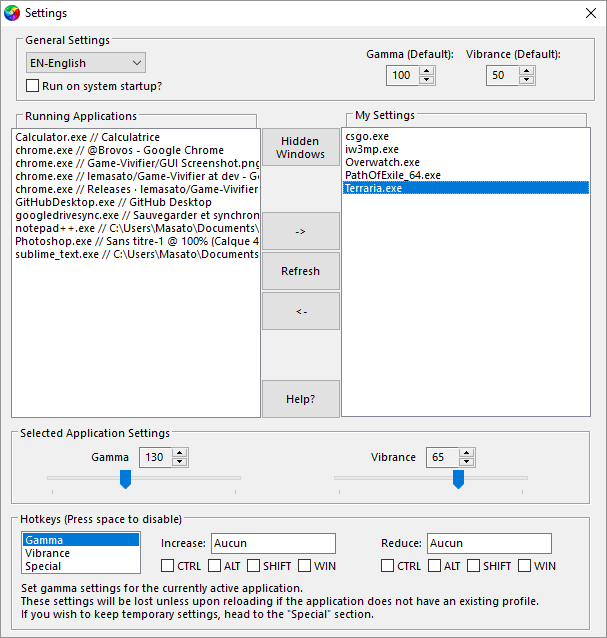 Settings
General Settings
EN-English
Run on system startup?
Gamma (Default):
100
Vibrance (Default):
50
Running Applications
Calculator.exe // Calculatrice
chrome.exe // @Brovos - Google Chrome
chrome.exe // Game-Vivifier/GUI Screenshot.png
chrome.exe // lemasato/Game-Vivifier at dev - G
chrome.exe // Releases · lemasato/Game-Vivifier
GitHubDesktop.exe // GitHub Desktop
googledrivesync.exe // Sauvegarder et synchron
notepad++.exe // C:\Users\Masato\Documents\
Photoshop.exe // Sans titre-1 @ 100% (Calque 4
sublime_text.exe // C:\Users\Masato\Documents
Hidden
Windows
->
Refresh
<-
Help?
My Settings
csgo.exe
iw3mp.exe
Overwatch.exe
PathOfExile_64.exe
Terraria.exe
Selected Application Settings
Gamma
130
Vibrance
65
Hotkeys (Press space to disable)
Gamma
Vibrance
Special
Increase:
Aucun
CTRL
ALT
SHIFT
WIN
Reduce:
Aucun
CTRL
ALT
SHIFT
WIN
Set gamma settings for the currently active application.
These settings will be lost unless upon reloading if the application does not have an existing profile.
If you wish to keep temporary settings, head to the "Special" section.